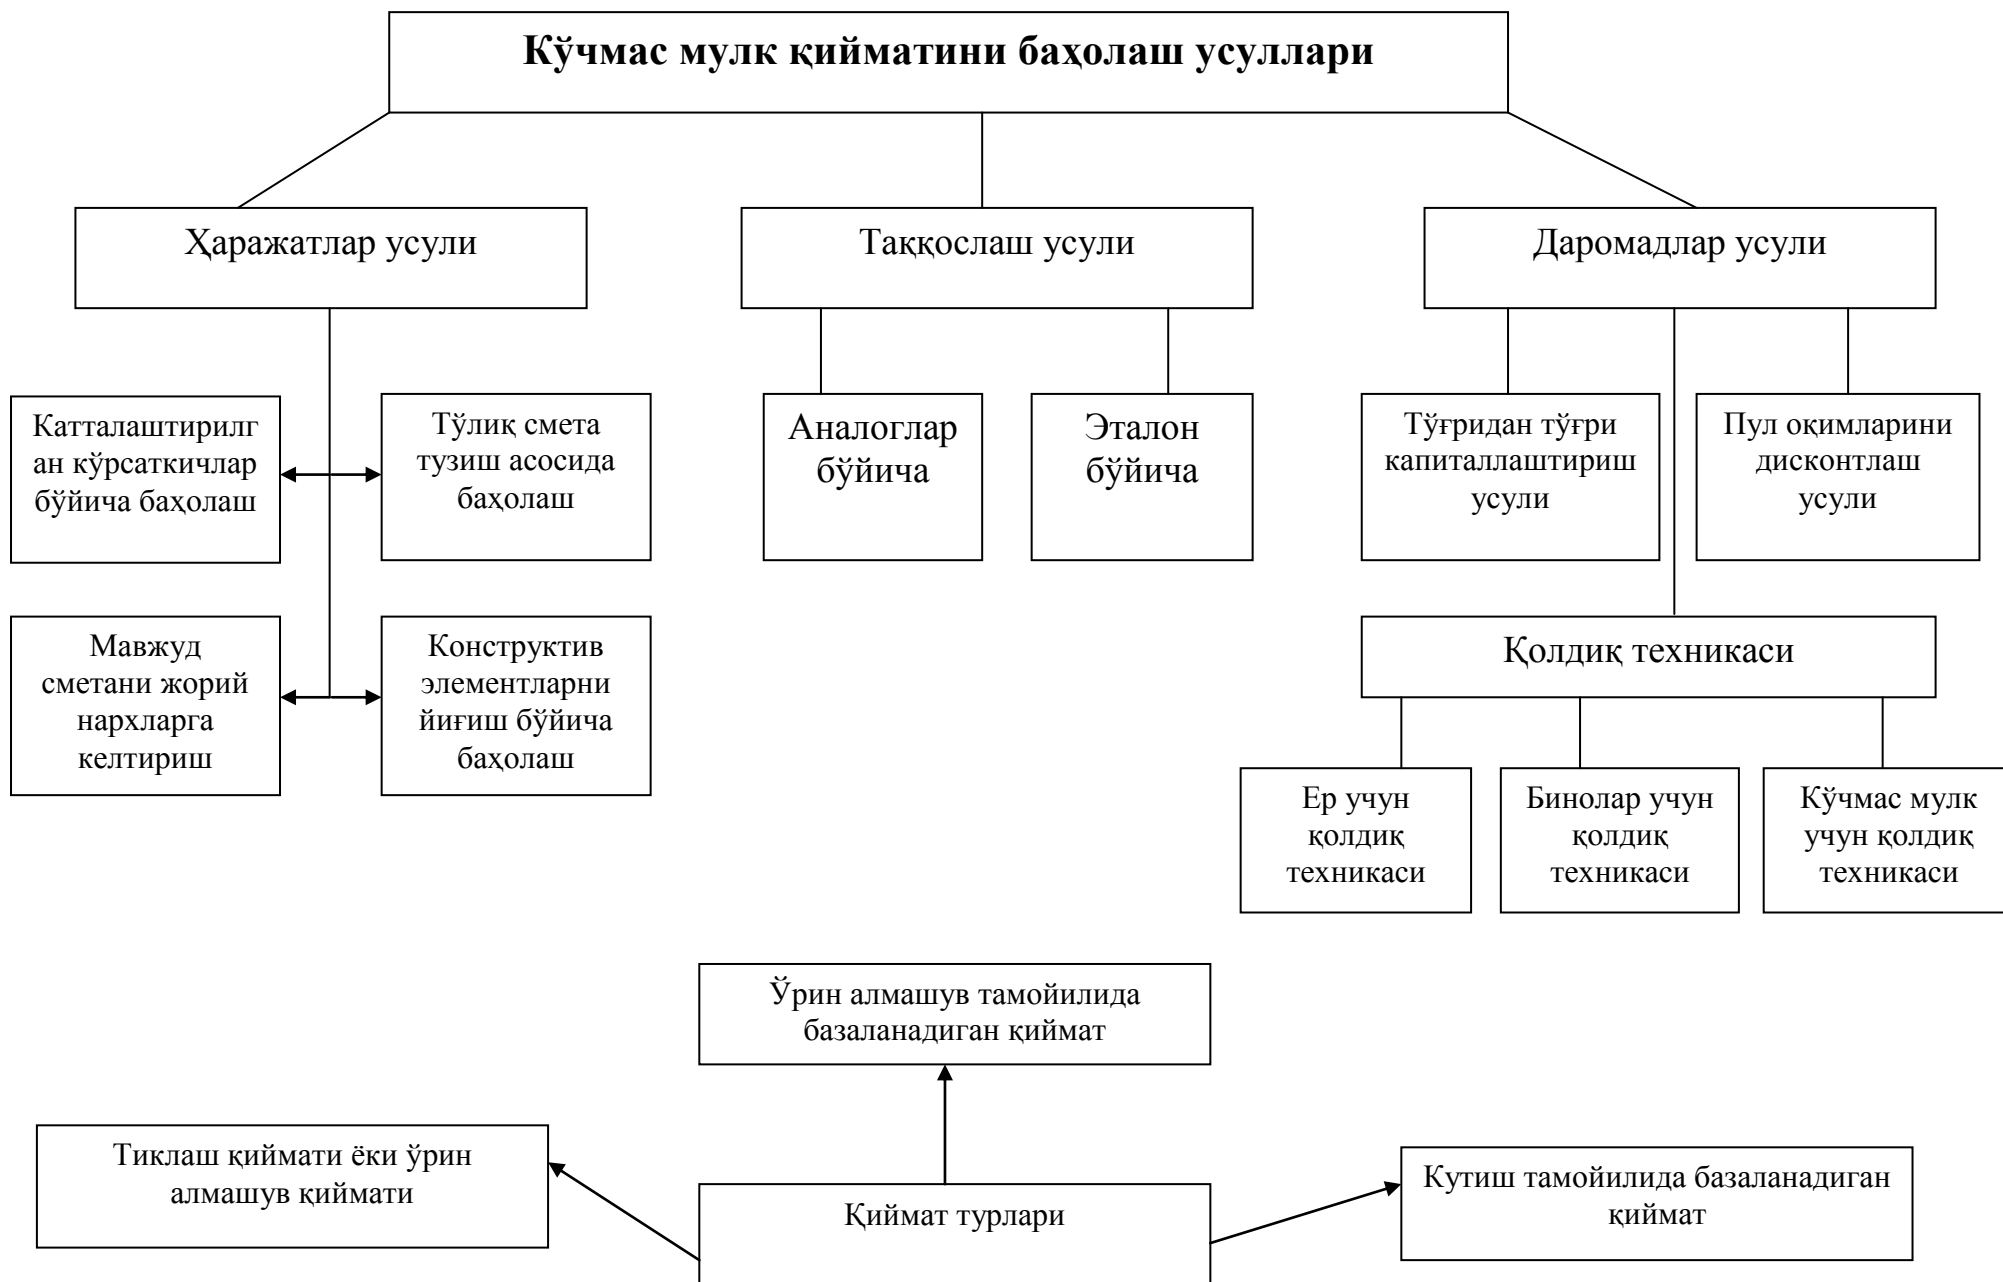 Кўчмас мулк қийматини баҳолаш усуллари
Ҳаражатлар усули
Таққослаш усули
Даромадлар усули
Катталаштирилг
ан кўрсаткичлар
бўйича баҳолаш
Тўлиқ смета
тузиш асосида
баҳолаш
Аналоглар
бўйича
Эталон
бўйича
Тўғридан тўғри
капиталлаштириш
усули
Пул оқимларини
дисконтлаш
усули
Мавжуд
сметани жорий
нархларга
келтириш
Конструктив
элементларни
йиғиш бўйича
баҳолаш
Қолдиқ техникаси
Ер учун
қолдиқ
техникаси
Бинолар учун
қолдиқ
техникаси
Кўчмас мулк
учун қолдиқ
техникаси
Ўрин алмашув тамойилида
базаланадиган қиймат
Тиклаш қиймати ёки ўрин
алмашув қиймати
Қиймат турлари
Кутиш тамойилида базаланадиган
қиймат